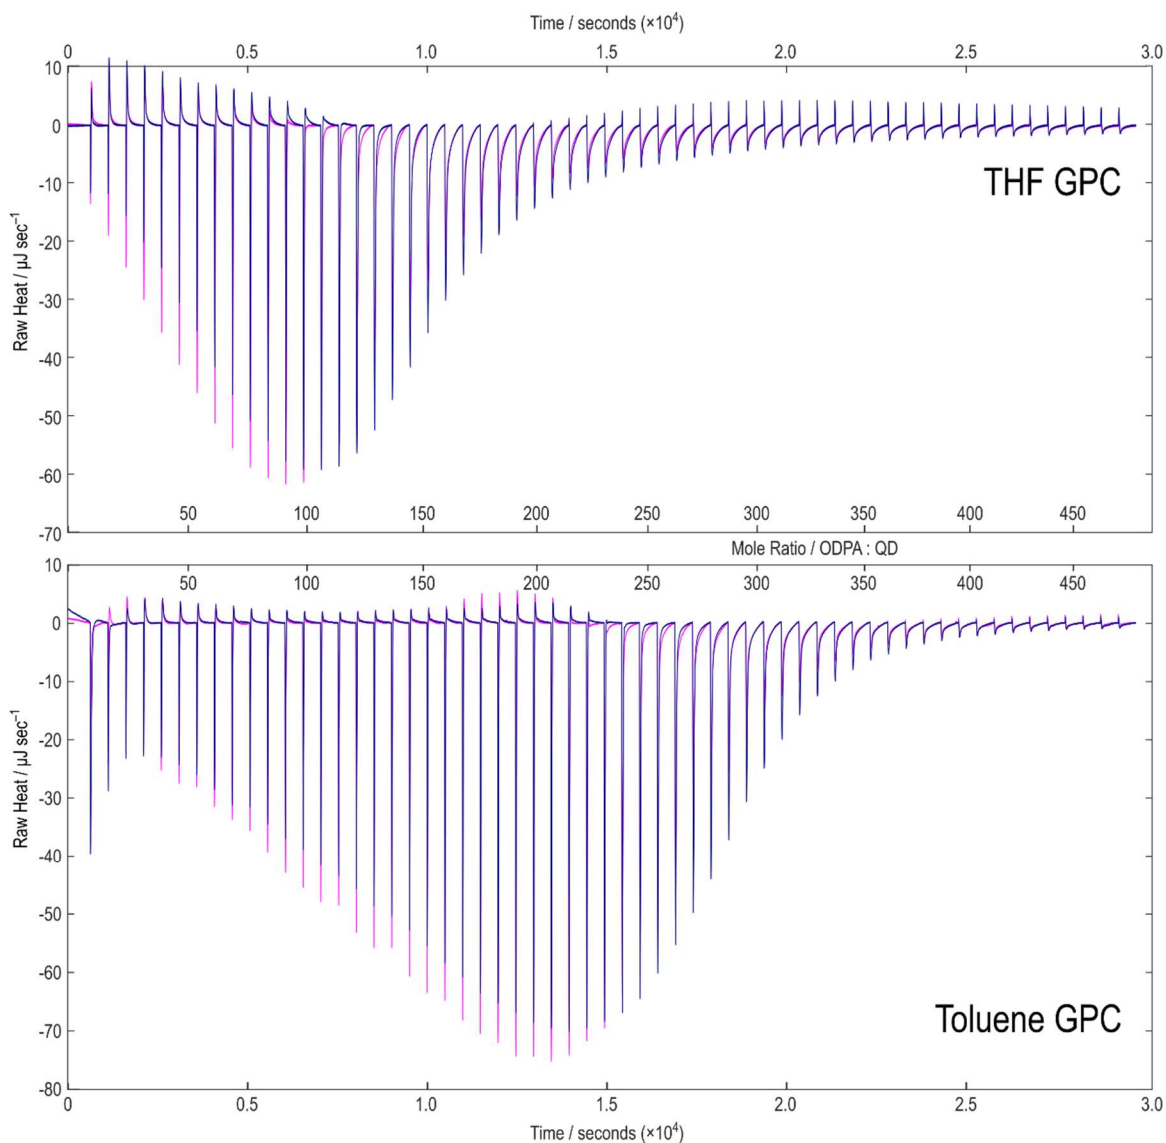 Time / seconds (×10⁴)
0 0.5 1.0 1.5 2.0 2.5 3.0
10
0
-10
-20
-30
-40
-50
-60
-70
Raw Heat / µJ sec⁻¹
THF GPC
50 100 150 200 250 300 350 400 450
Mole Ratio / ODPA : QD
50 100 150 200 250 300 350 400 450
10
0
-10
-20
-30
-40
-50
-60
-70
-80
Raw Heat / µJ sec⁻¹
Toluene GPC
0 0.5 1.0 1.5 2.0 2.5 3.0
Time / seconds (×10⁴)